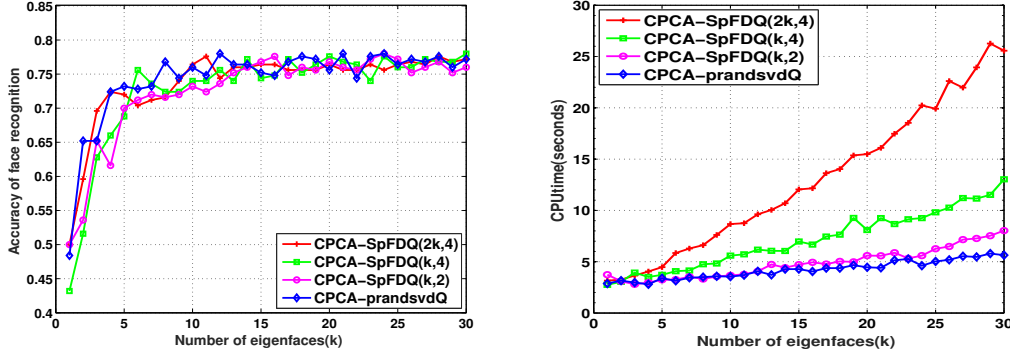 0.85
0.8
0.75
0.7
0.65
0.6
0.55
0.5
0.45
0.4
Accuracy of face recognition
0 5 10 15 20 25 30
Number of eigenfaces(k)
CPCA-SpFDQ(2k,4)
CPCA-SpFDQ(k,4)
CPCA-SpFDQ(k,2)
CPCA-prandsvdQ
30
25
20
15
10
5
0
CPUtime(seconds)
0 5 10 15 20 25 30
Number of eigenfaces(k)
CPCA-SpFDQ(2k,4)
CPCA-SpFDQ(k,4)
CPCA-SpFDQ(k,2)
CPCA-prandsvdQ